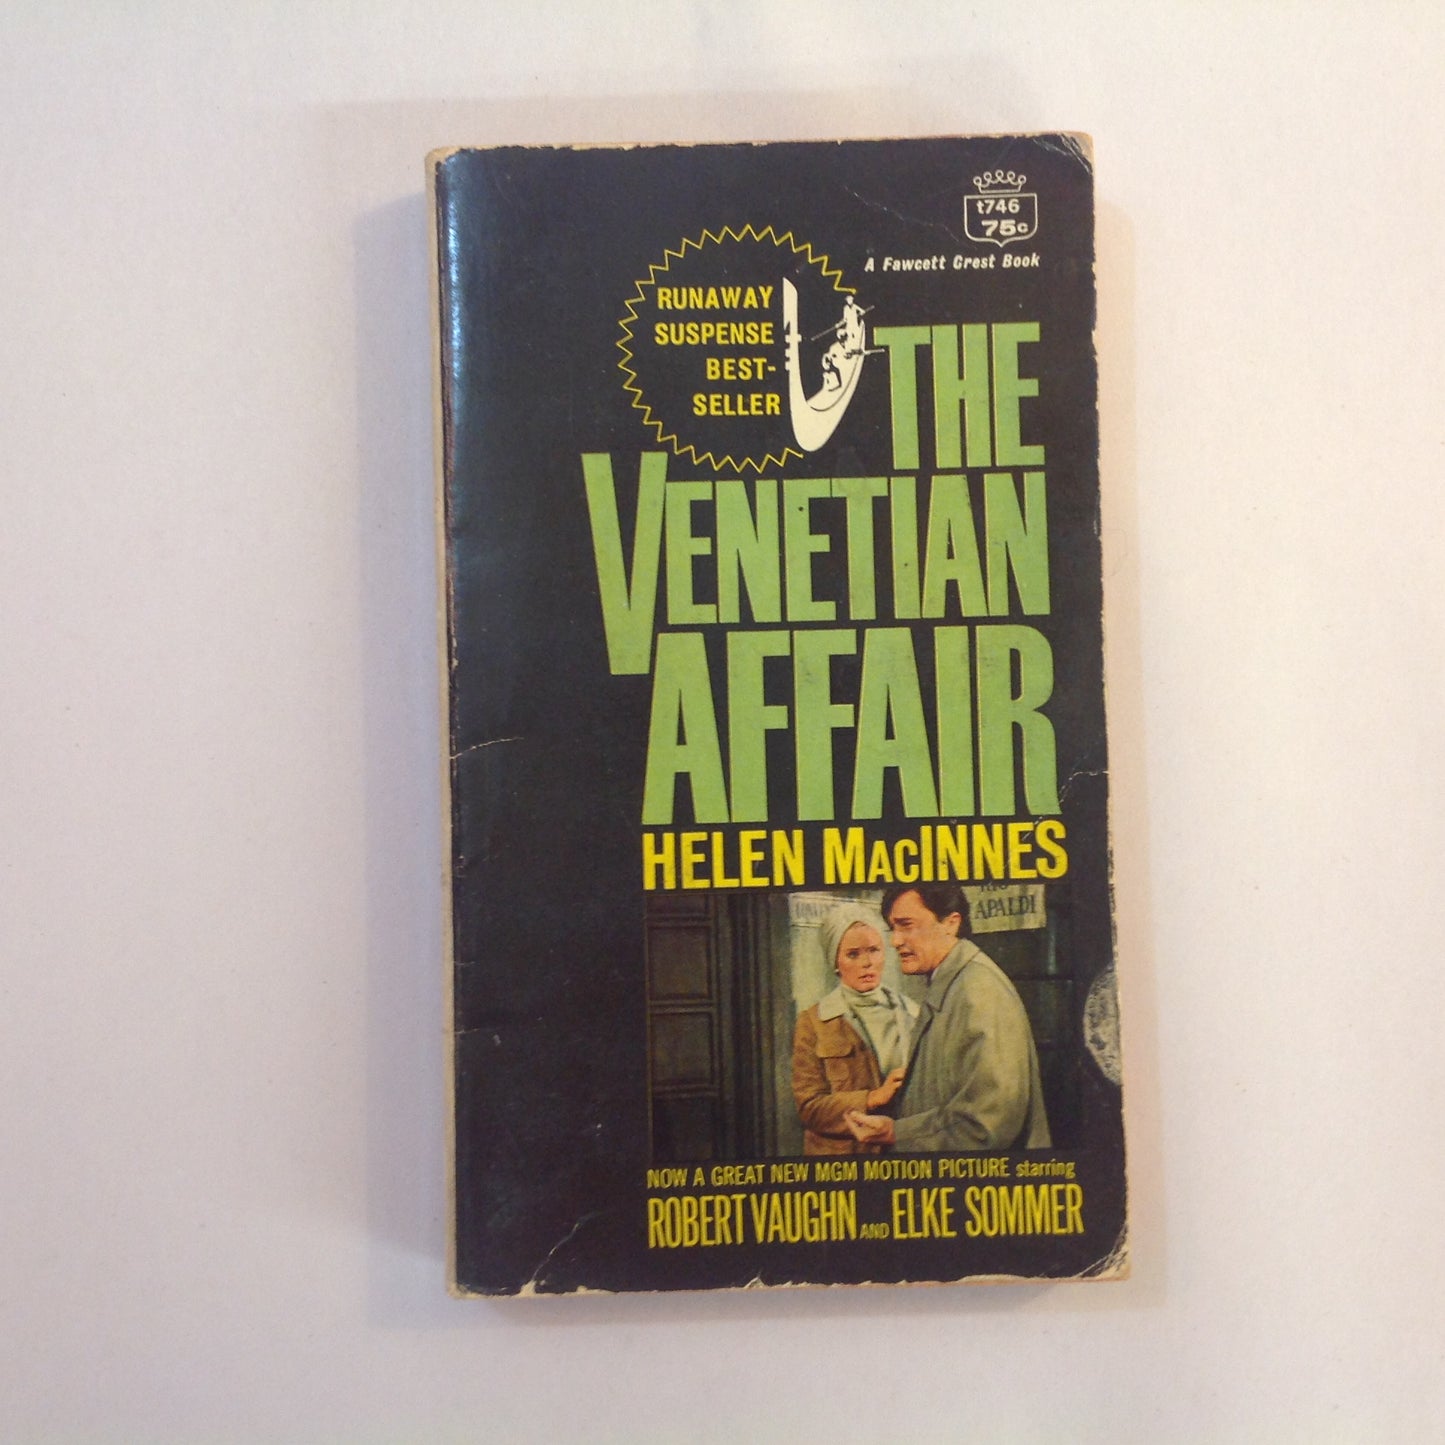 t746
75c
A Fawcett Crest Book
RUNAWAY
SUSPENSE
BEST-
SELLER
THE
VENETIAN
AFFAIR
HELEN MACINNES
APALDI
NOW A GREAT NEW MGM MOTION PICTURE starring
ROBERT VAUGHN AND ELKE SOMMER